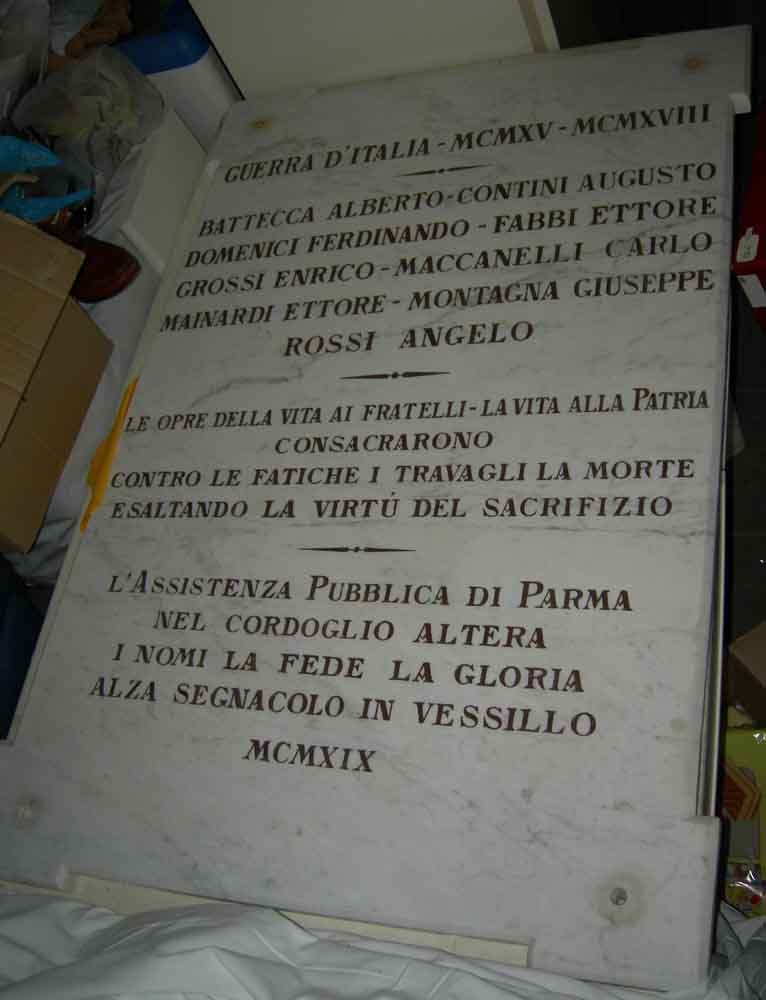 GUERRA D'ITALIA - MCMXV - MCMXVIII
BATTECCA ALBERTO - CONTINI AUGUSTO
DOMENICI FERDINANDO - FABBI ETTORE
GROSSI ENRICO - MACCANELLI CARLO
MAINARDI ETTORE - MONTAGNA GIUSEPPE
ROSSI ANGELO
LE OPRE DELLA VITA AI FRATELLI - LA VITA ALLA PATRIA
CONSACRARONO
CONTRO LE FATICHE I TRAVAGLI LA MORTE
ESALTANDO LA VIRTÚ DEL SACRIFIZIO
L'ASSISTENZA PUBBLICA DI PARMA
NEL CORDOGLIO ALTERA
I NOMI LA FEDE LA GLORIA
ALZA SEGNACOLO IN VESSILLO
MCMXIX